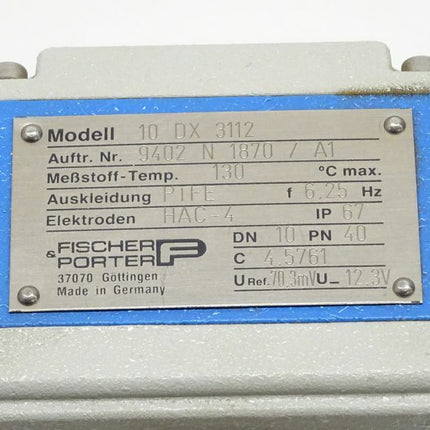 Modell 10 DX 3112
Auftr. Nr. 9402 N 1870 / A1
Meßstoff-Temp. 130 °C max.
Auskleidung PTFE f 6,25 Hz
Elektroden HAC-4 IP 67
DN 10 PN 40
C 4,5761
U Ref. 70,3mV U_ 12,3V
FISCHER
& PORTER FP
37070 Göttingen
Made in Germany